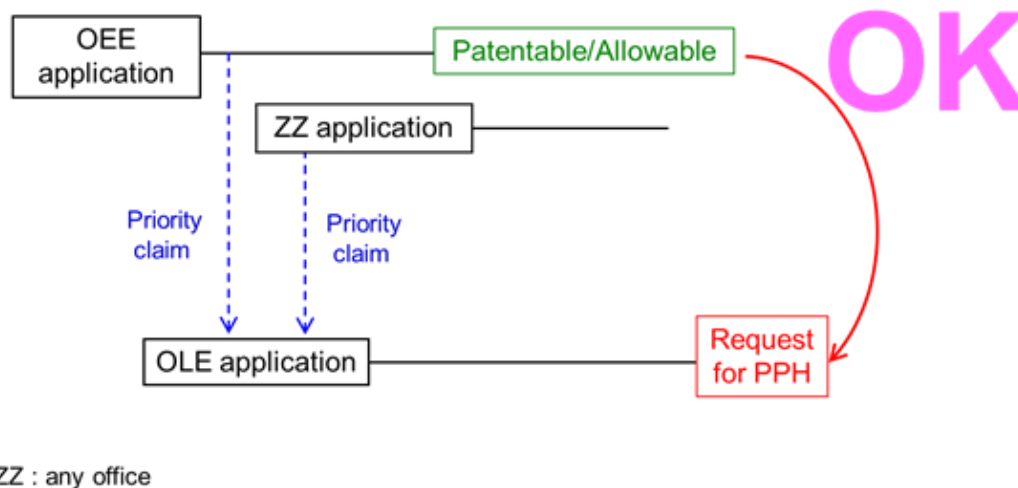 OEE
application
Patentable/Allowable
OK
ZZ application
Priority
claim
Priority
claim
OLE application
Request
for PPH
ZZ : any office